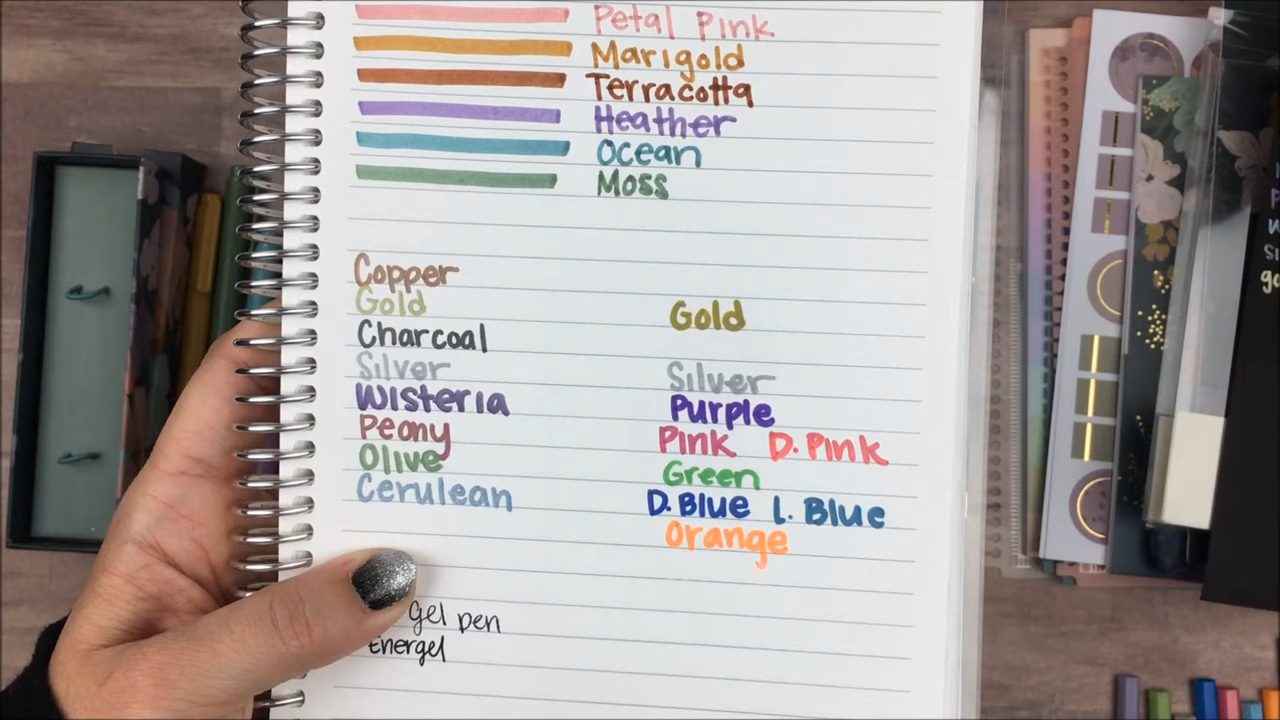 Petal Pink
Marigold
Terracotta
Heather
Ocean
Moss
Copper
Gold
Charcoal
Silver
Wisteria
Peony
Olive
Cerulean
Gold
Silver
Purple
Pink D. Pink
Green
D. Blue L. Blue
Orange
Gel pen
Energel